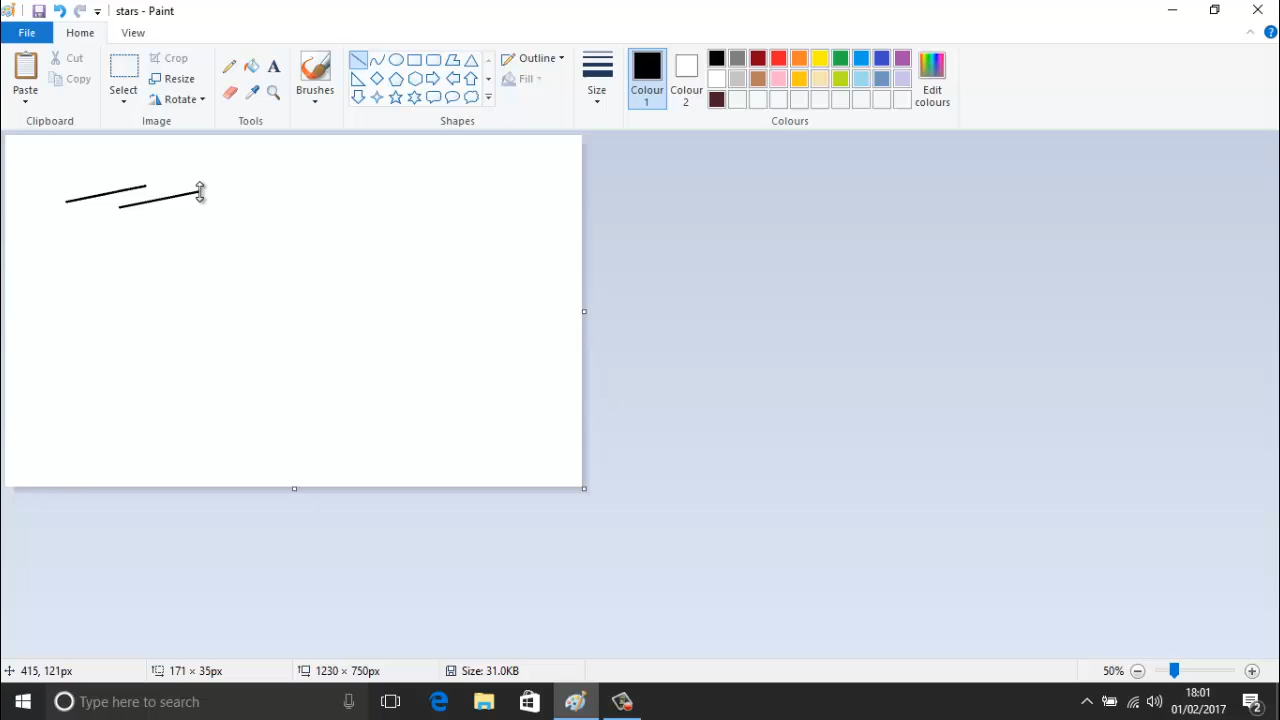 stars - Paint
File Home View
Paste
Cut
Copy
Clipboard
Select
Crop
Resize
Rotate
Image
A
Tools
Brushes
Shapes
Outline
Fill
Size
Colour 1
Colour 2
Edit colours
Colours
415, 121px
171 × 35px
1230 × 750px
Size: 31.0KB
50%
Type here to search
18:01
01/02/2017
2